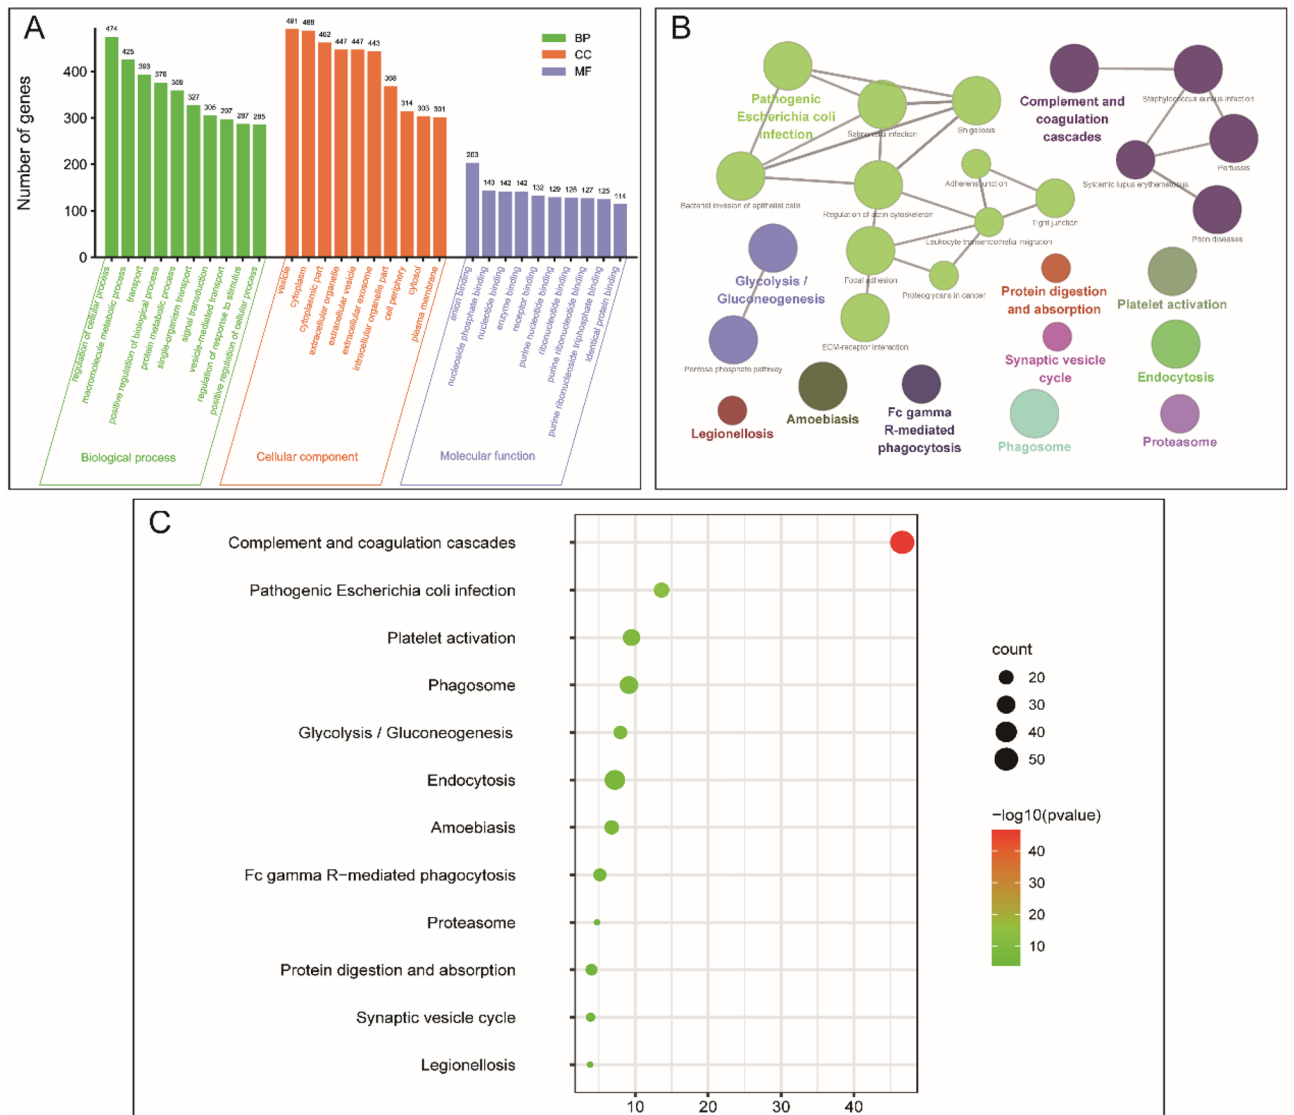 A
Number of genes
400
300
200
100
0
474
425
393
376
359
327
305
297
287
285
491
488
462
447
447
443
368
314
303
301
203
143
142
142
132
129
128
127
125
114
BP
CC
MF
regulation of cellular process
macromolecule metabolic process
transport
positive regulation of biological process
protein metabolic process
single-organism transport
signal transduction
vesicle-mediated transport
regulation of response to stimulus
positive regulation of cellular process
vesicle
cytoplasm
cytoplasmic part
extracellular organelle
extracellular vesicle
extracellular exosome
intracellular organelle part
cell periphery
cytosol
plasma membrane
anion binding
nucleoside phosphate binding
nucleotide binding
enzyme binding
receptor binding
purine nucleotide binding
ribonucleotide binding
purine ribonucleotide binding
purine ribonucleoside triphosphate binding
identical protein binding
Biological process
Cellular component
Molecular function
B
Pathogenic
Escherichia coli
infection
Salmonella infection
Shigellosis
Bacterial invasion of epithelial cells
Regulation of actin cytoskeleton
Adherens junction
Tight junction
Leukocyte transendothelial migration
Focal adhesion
Proteoglycans in cancer
ECM-receptor interaction
Complement and
coagulation
cascades
Staphylococcus aureus infection
Pertussis
Systemic lupus erythematosus
Prion diseases
Glycolysis /
Gluconeogenesis
Pentose phosphate pathway
Protein digestion
and absorption
Platelet activation
Synaptic vesicle
cycle
Endocytosis
Legionellosis
Amoebiasis
Fc gamma
R-mediated
phagocytosis
Phagosome
Proteasome
C
Complement and coagulation cascades
Pathogenic Escherichia coli infection
Platelet activation
Phagosome
Glycolysis / Gluconeogenesis
Endocytosis
Amoebiasis
Fc gamma R−mediated phagocytosis
Proteasome
Protein digestion and absorption
Synaptic vesicle cycle
Legionellosis
10
20
30
40
count
20
30
40
50
−log10(pvalue)
40
30
20
10